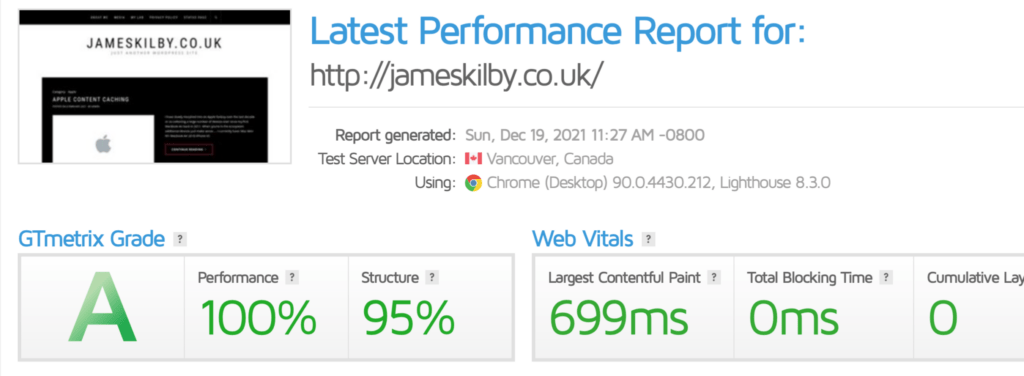 ABOUT ME MEDIA MY LAB PRIVACY POLICY STATUS PAGE
JAMESKILBY.CO.UK
JUST ANOTHER WORDPRESS SITE
APPLE CONTENT CACHING
CONTINUE READING
Latest Performance Report for:
http://jameskilby.co.uk/
Report generated: Sun, Dec 19, 2021 11:27 AM -0800
Test Server Location: Vancouver, Canada
Using: Chrome (Desktop) 90.0.4430.212, Lighthouse 8.3.0
GTmetrix Grade ?
Web Vitals ?
A
Performance ?
100%
Structure ?
95%
Largest Contentful Paint ?
699ms
Total Blocking Time ?
0ms
Cumulative Lay
0